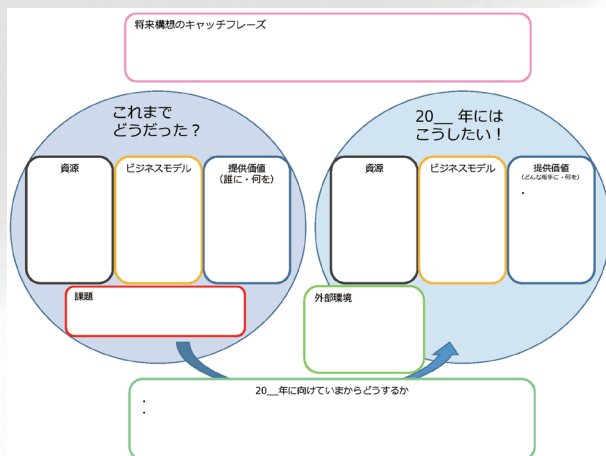 将来構想のキャッチフレーズ
これまで
どうだった？
資源
ビジネスモデル
提供価値
(誰に・何を)
課題
20__ 年には
こうしたい！
資源
ビジネスモデル
提供価値
(どんな相手に・何を)
・
外部環境
20__年に向けていまからどうするか
・
・